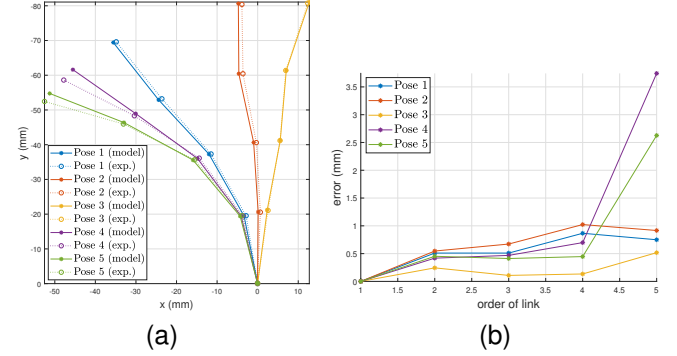 -80
-70
-60
-50
-40
-30
-20
-10
0
y (mm)
-50 -40 -30 -20 -10 0 10
x (mm)
Pose 1 (model)
Pose 1 (exp.)
Pose 2 (model)
Pose 2 (exp.)
Pose 3 (model)
Pose 3 (exp.)
Pose 4 (model)
Pose 4 (exp.)
Pose 5 (model)
Pose 5 (exp.)
(a)
3.5
3
2.5
2
1.5
1
0.5
0
error (mm)
1 1.5 2 2.5 3 3.5 4 4.5 5
order of link
Pose 1
Pose 2
Pose 3
Pose 4
Pose 5
(b)